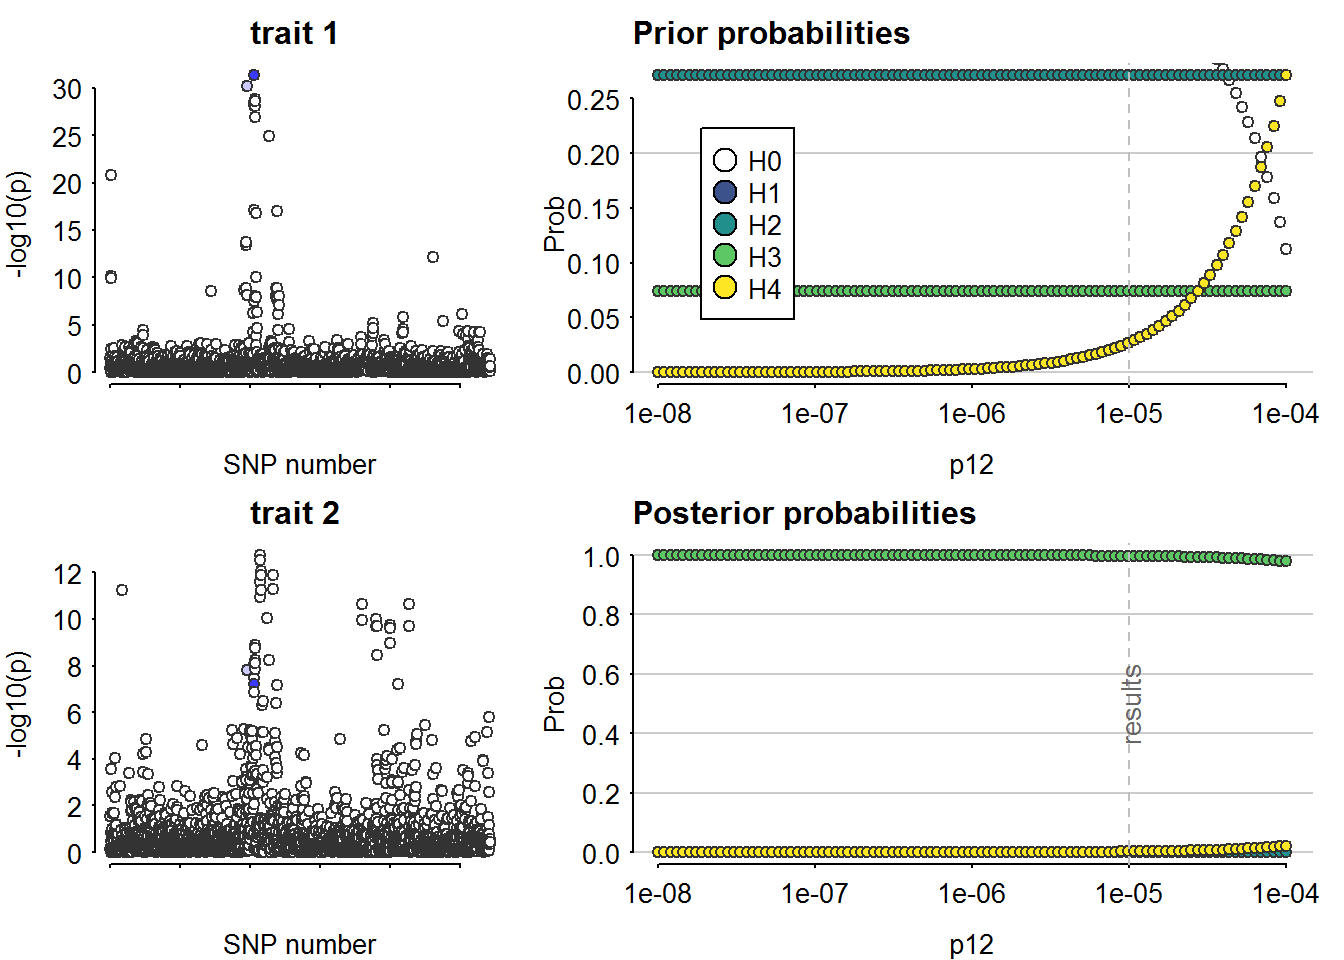 trait 1
-log10(p)
30
25
20
15
10
5
0
SNP number
Prior probabilities
Prob
0.25
0.20
0.15
0.10
0.05
0.00
H0
H1
H2
H3
H4
1e-08 1e-07 1e-06 1e-05 1e-04
p12
trait 2
-log10(p)
12
10
8
6
4
2
0
SNP number
Posterior probabilities
Prob
1.0
0.8
0.6
0.4
0.2
0.0
results
1e-08 1e-07 1e-06 1e-05 1e-04
p12